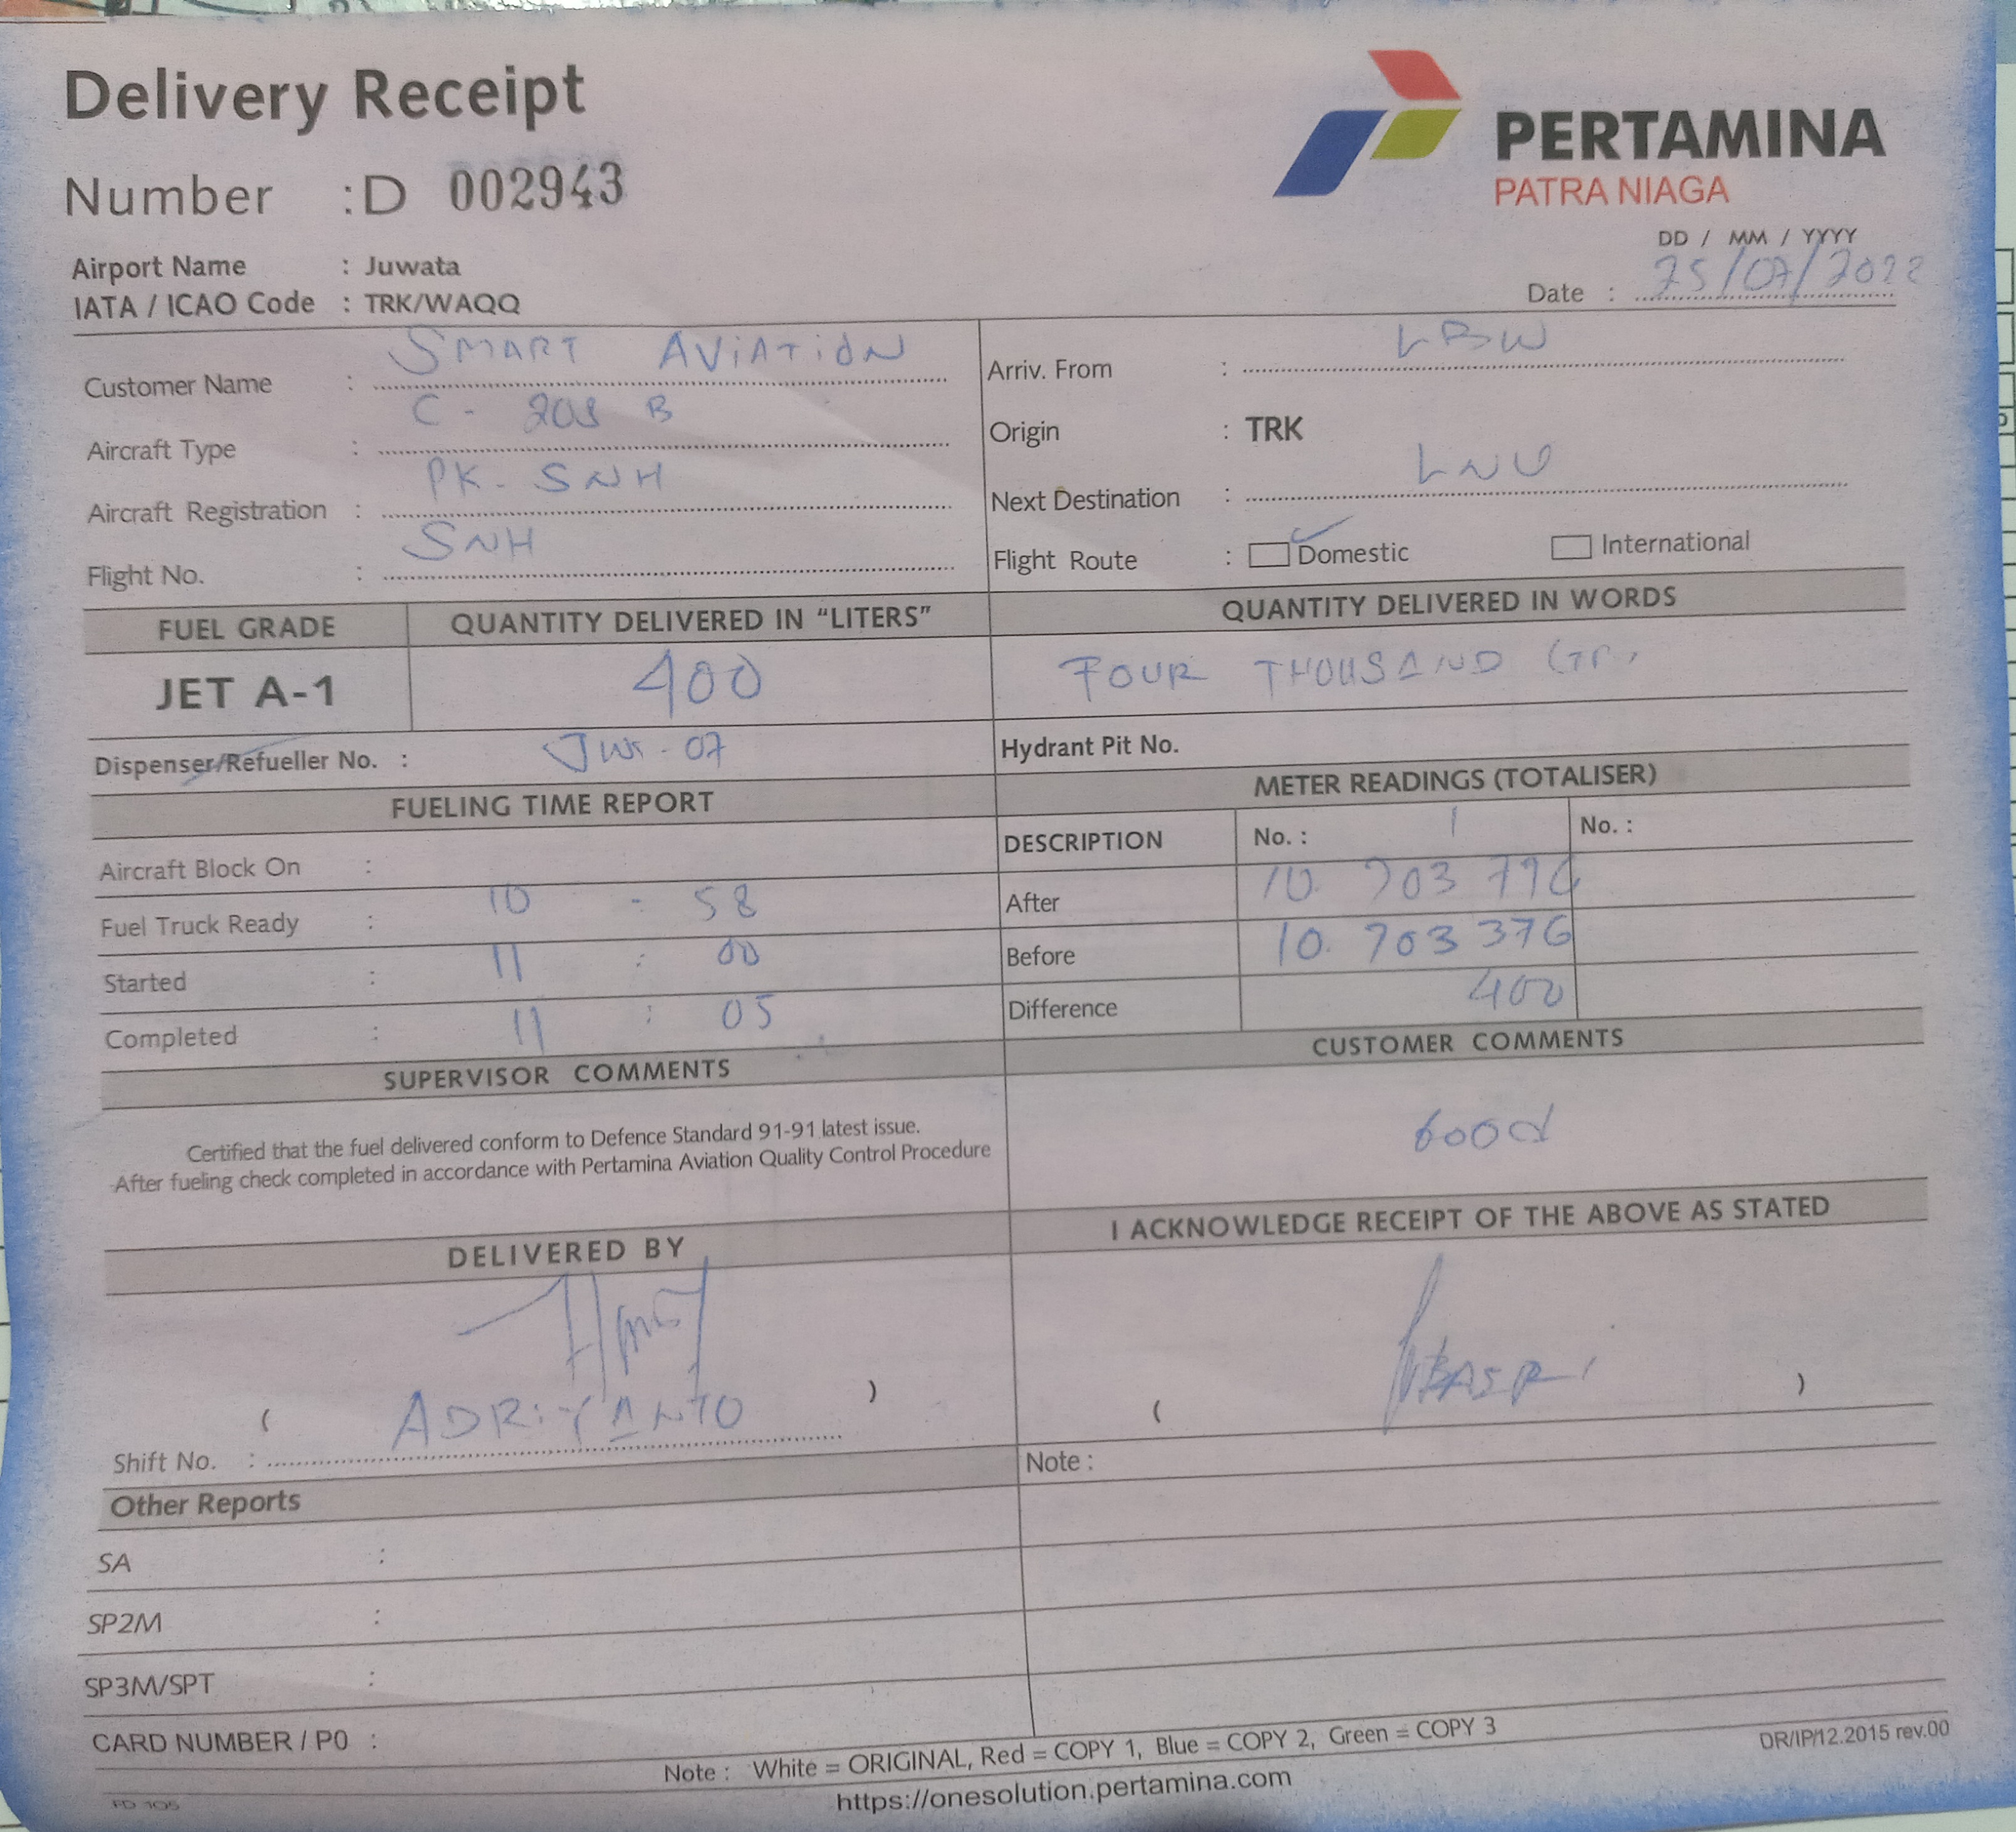 Delivery Receipt
PERTAMINA
PATRA NIAGA
Number : D 002943
DD / MM / YYYY
Airport Name : Juwata
Date : 25/07/2022
IATA / ICAO Code : TRK/WAQQ
Customer Name : SMART AVIATION
Arriv. From : LBW
Aircraft Type : C - 208 B
Origin : TRK
Aircraft Registration : PK - SNH
Next Destination : LNU
Flight No. : SNH
Flight Route : Domestic International
FUEL GRADE QUANTITY DELIVERED IN “LITERS” QUANTITY DELIVERED IN WORDS
JET A-1 400 FOUR THOUSAND LTR,
Dispenser/Refueller No. : JWR - 07
Hydrant Pit No.
FUELING TIME REPORT METER READINGS (TOTALISER)
DESCRIPTION No. : 1 No. :
Aircraft Block On :
After 10. 703 776
Fuel Truck Ready : 10 - 58
Before 10. 703 376
Started : 11 : 00
Difference 400
Completed : 11 : 05
SUPERVISOR COMMENTS CUSTOMER COMMENTS
Certified that the fuel delivered conform to Defence Standard 91-91 latest issue.
After fueling check completed in accordance with Pertamina Aviation Quality Control Procedure
Good
DELIVERED BY I ACKNOWLEDGE RECEIPT OF THE ABOVE AS STATED
( ADRIYANTO ) ( BASRI )
Shift No. :
Note :
Other Reports
SA :
SP2M :
SP3M/SPT :
CARD NUMBER / P0 :
Note : White = ORIGINAL, Red = COPY 1, Blue = COPY 2, Green = COPY 3
DR/IP/12.2015 rev.00
FD 105
https://onesolution.pertamina.com